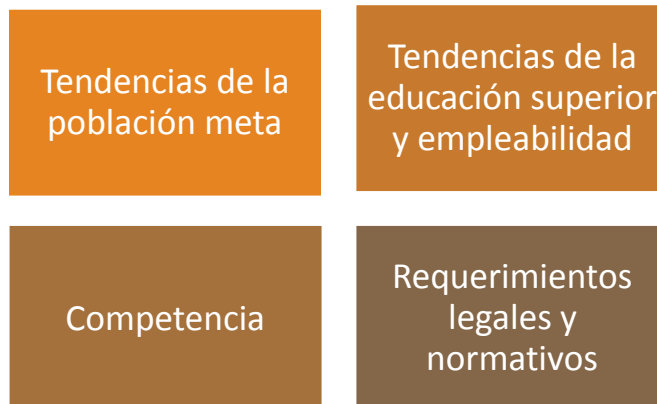 Tendencias de la
población meta
Tendencias de la
educación superior
y empleabilidad
Competencia
Requerimientos
legales y
normativos